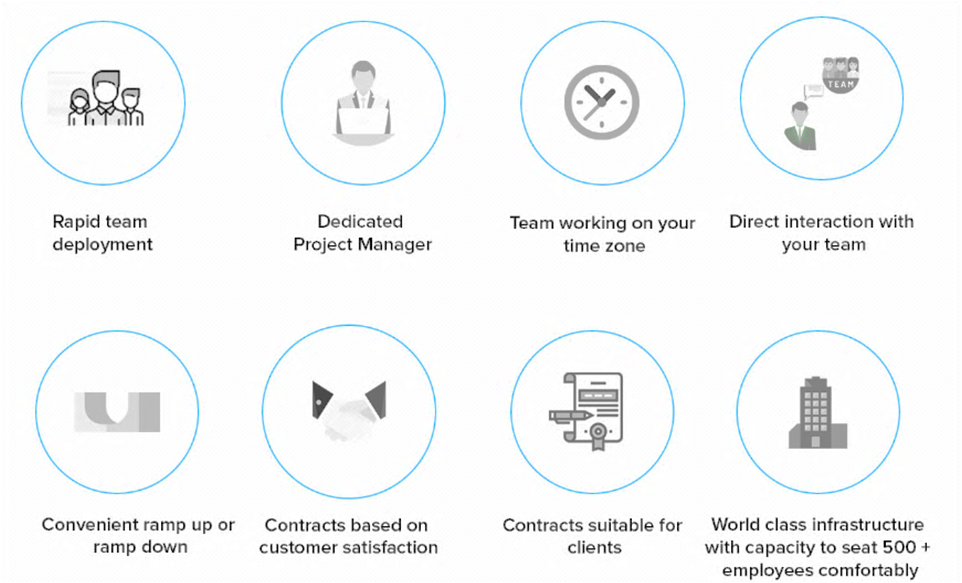 TEAM
Rapid team
deployment
Dedicated
Project Manager
Team working on your
time zone
Direct interaction with
your team
Convenient ramp up or
ramp down
Contracts based on
customer satisfaction
Contracts suitable for
clients
World class infrastructure
with capacity to seat 500 +
employees comfortably